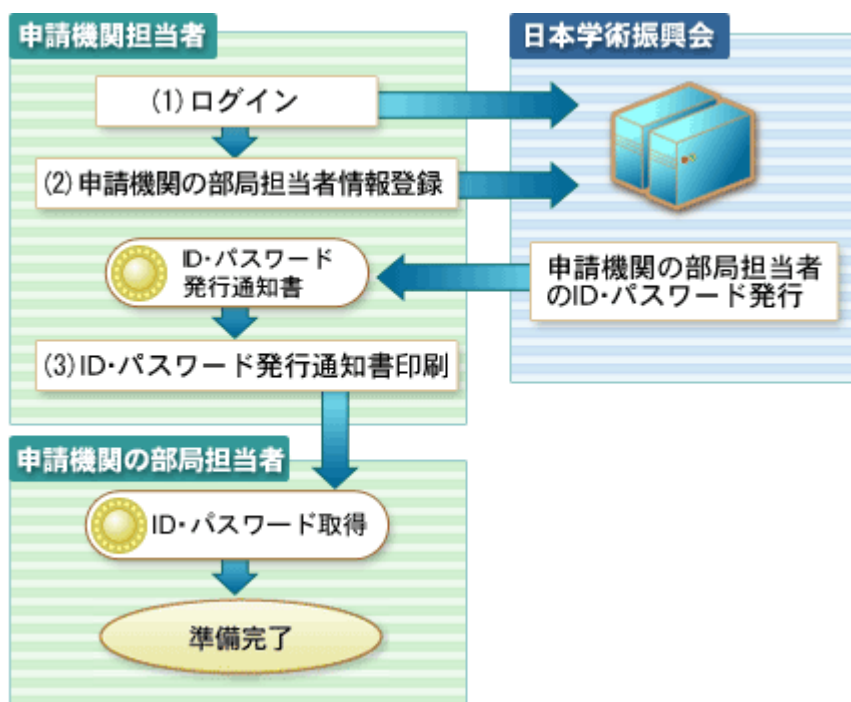 申請機関担当者
日本学術振興会
(1)ログイン
(2)申請機関の部局担当者情報登録
ID・パスワード
発行通知書
申請機関の部局担当者
のID・パスワード発行
(3)ID・パスワード発行通知書印刷
申請機関の部局担当者
ID・パスワード取得
準備完了